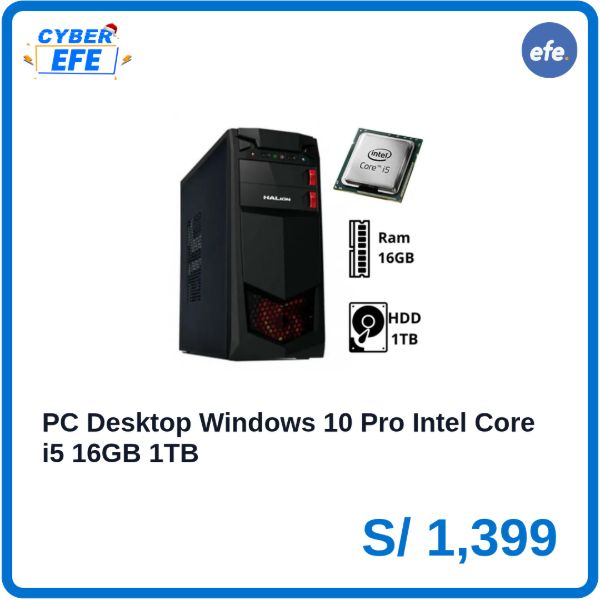 CYBER
EFE
efe.
intel
Core™ i5
HALION
Ram
16GB
HDD
1TB
PC Desktop Windows 10 Pro Intel Core
i5 16GB 1TB
S/ 1,399